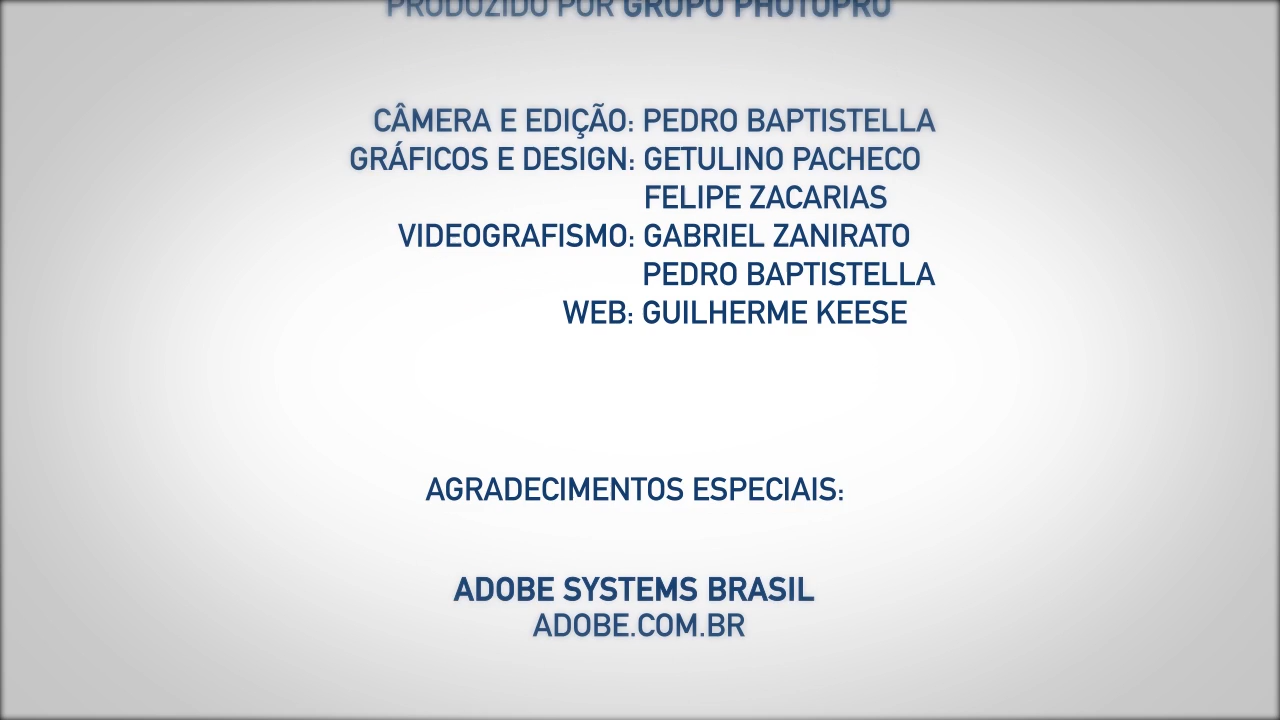 PRODUZIDO POR GRUPO PHOTOPRO
CÂMERA E EDIÇÃO: PEDRO BAPTISTELLA
GRÁFICOS E DESIGN: GETULINO PACHECO
FELIPE ZACARIAS
VIDEOGRAFISMO: GABRIEL ZANIRATO
PEDRO BAPTISTELLA
WEB: GUILHERME KEESE
AGRADECIMENTOS ESPECIAIS:
ADOBE SYSTEMS BRASIL
ADOBE.COM.BR